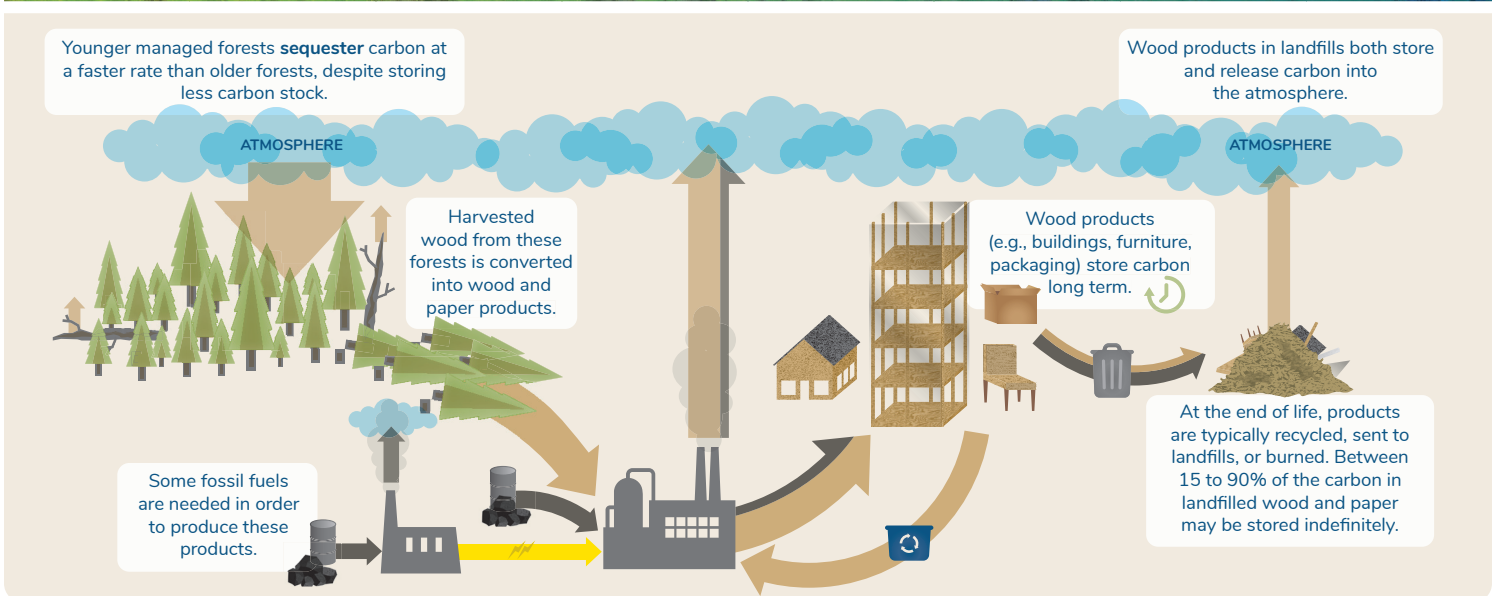 Younger managed forests sequester carbon at
a faster rate than older forests, despite storing
less carbon stock.
Wood products in landfills both store
and release carbon into
the atmosphere.
ATMOSPHERE
ATMOSPHERE
Harvested
wood from these
forests is converted
into wood and
paper products.
Wood products
(e.g., buildings, furniture,
packaging) store carbon
long term.
At the end of life, products
are typically recycled, sent to
landfills, or burned. Between
15 to 90% of the carbon in
landfilled wood and paper
may be stored indefinitely.
Some fossil fuels
are needed in order
to produce these
products.